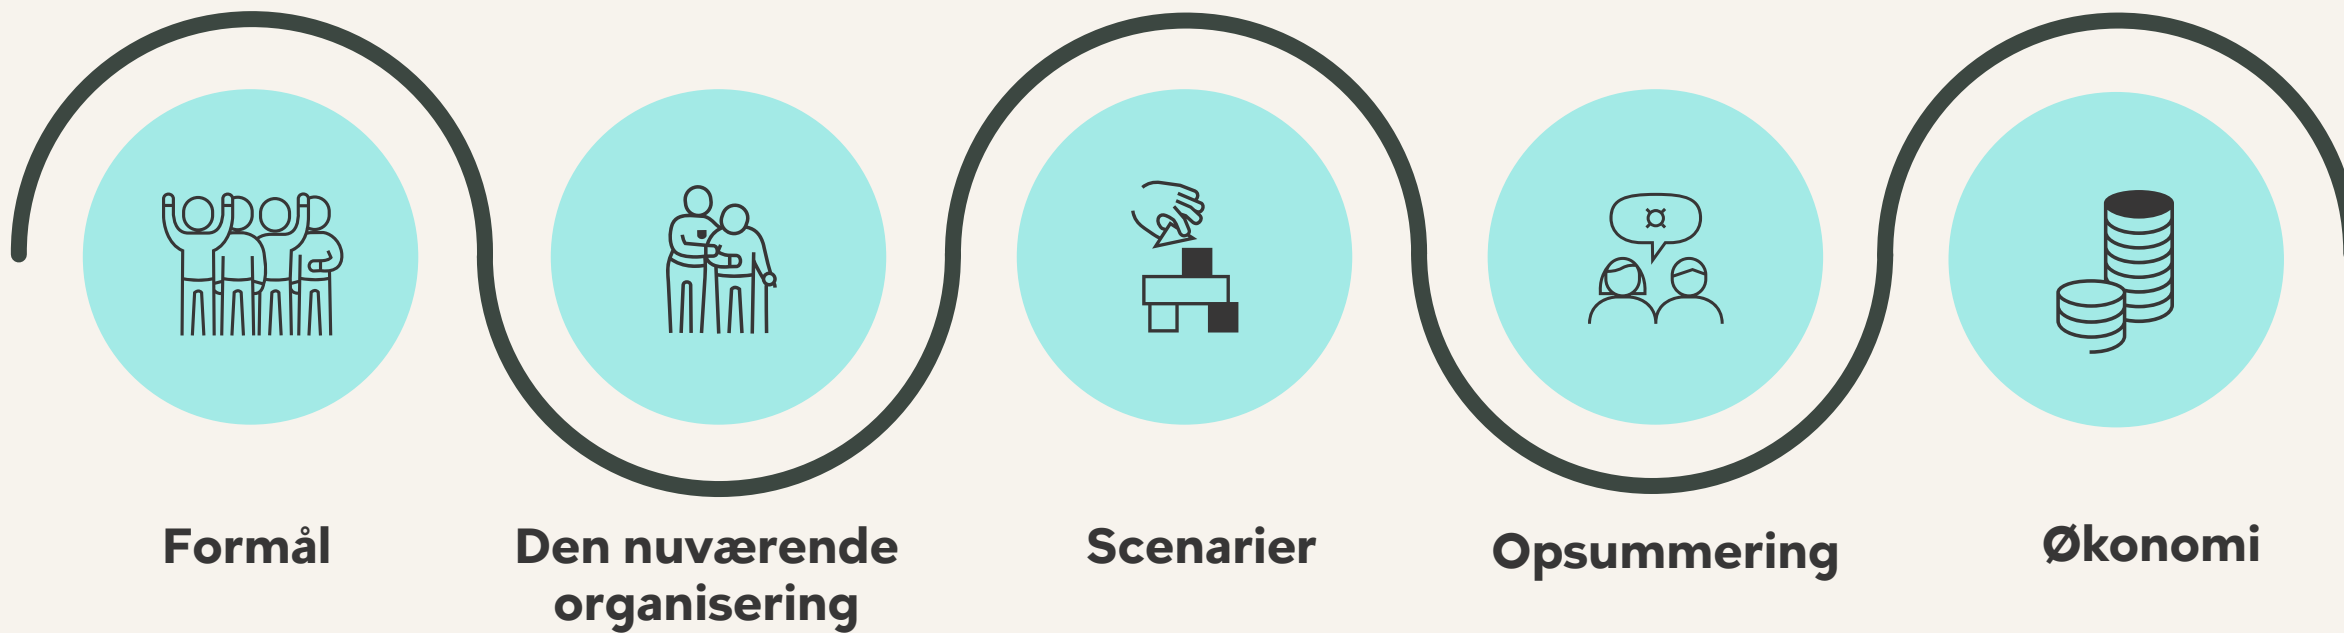 Formål
Den nuværende
organisering
Scenarier
Opsummering
Økonomi